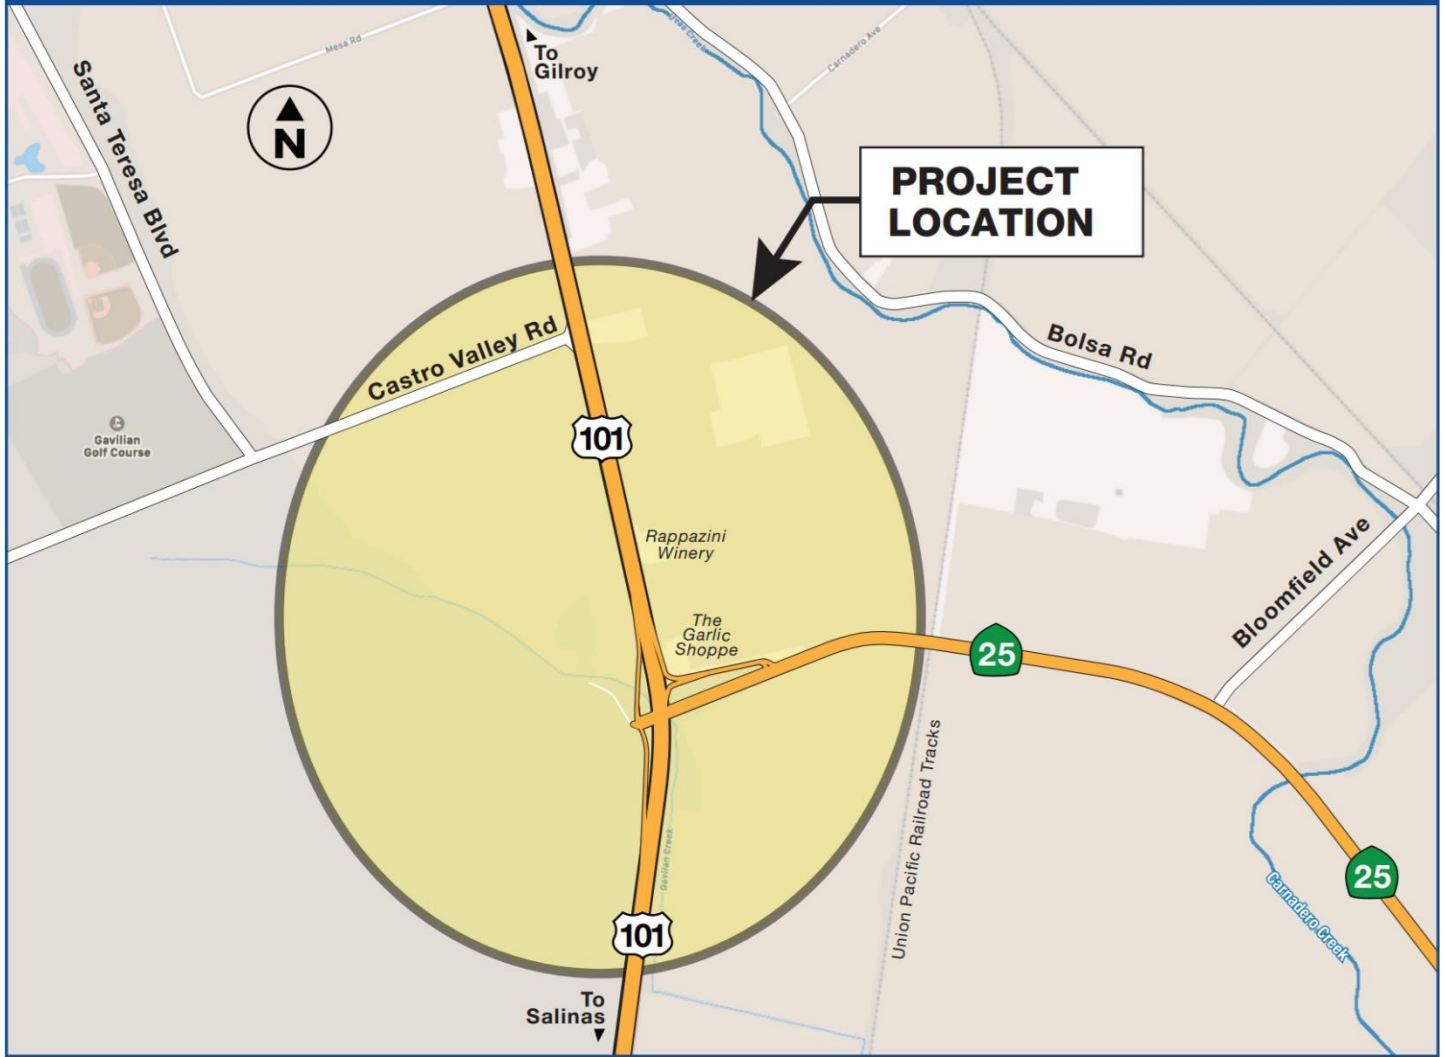 Mesa Rd
To
Gilroy
Carnadero Ave
Santa Teresa Blvd
N
PROJECT
LOCATION
Castro Valley Rd
Bolsa Rd
101
Gavilian
Golf Course
Rappazini
Winery
The
Garlic
Shoppe
Bloomfield Ave
25
Union Pacific Railroad Tracks
Gavilan Creek
25
Carnadero Creek
101
To
Salinas